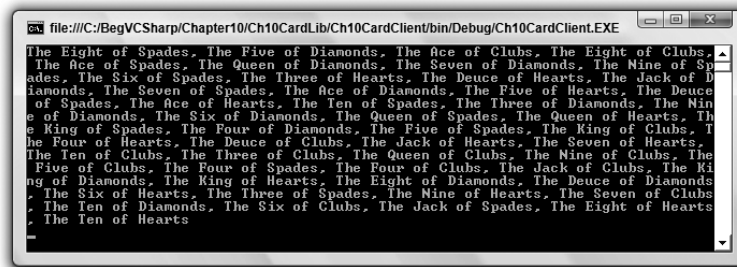 file:///C:/BegVCSharp/Chapter10/Ch10CardLib/Ch10CardClient/bin/Debug/Ch10CardClient.EXE
The Eight of Spades, The Five of Diamonds, The Ace of Clubs, The Eight of Clubs,
 The Ace of Spades, The Queen of Diamonds, The Seven of Diamonds, The Nine of Sp
ades, The Six of Spades, The Three of Hearts, The Deuce of Hearts, The Jack of D
iamonds, The Seven of Spades, The Ace of Diamonds, The Five of Hearts, The Deuce
 of Spades, The Ace of Hearts, The Ten of Spades, The Three of Diamonds, The Nin
e of Diamonds, The Six of Diamonds, The Queen of Spades, The Queen of Hearts, Th
e King of Spades, The Four of Diamonds, The Five of Spades, The King of Clubs, T
he Four of Hearts, The Deuce of Clubs, The Jack of Hearts, The Seven of Hearts,
The Ten of Clubs, The Three of Clubs, The Queen of Clubs, The Nine of Clubs, The
 Five of Clubs, The Four of Spades, The Four of Clubs, The Jack of Clubs, The Ki
ng of Diamonds, The King of Hearts, The Eight of Diamonds, The Deuce of Diamonds
, The Six of Hearts, The Three of Spades, The Nine of Hearts, The Seven of Clubs
, The Ten of Diamonds, The Six of Clubs, The Jack of Spades, The Eight of Hearts
, The Ten of Hearts